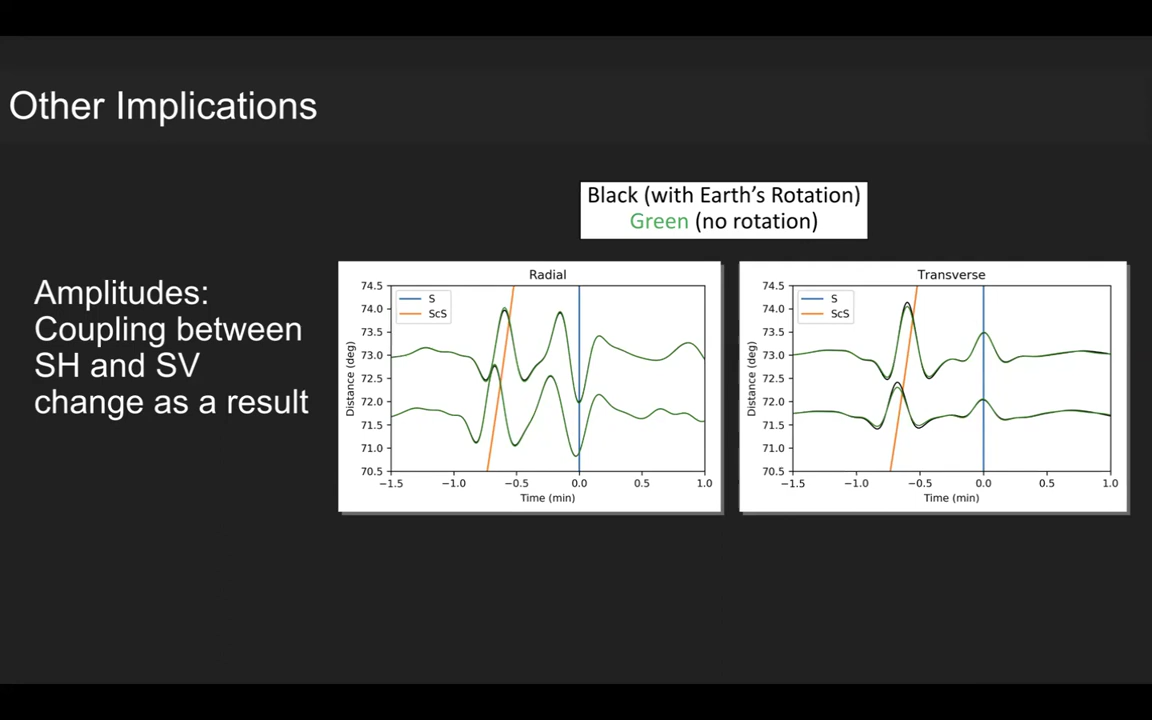 Other Implications
Black (with Earth’s Rotation)
Green (no rotation)
Amplitudes:
Coupling between
SH and SV
change as a result
Radial
S
ScS
74.5
74.0
73.5
73.0
72.5
72.0
71.5
71.0
70.5
Distance (deg)
−1.5 −1.0 −0.5 0.0 0.5 1.0
Time (min)
Transverse
S
ScS
74.5
74.0
73.5
73.0
72.5
72.0
71.5
71.0
70.5
Distance (deg)
−1.5 −1.0 −0.5 0.0 0.5 1.0
Time (min)